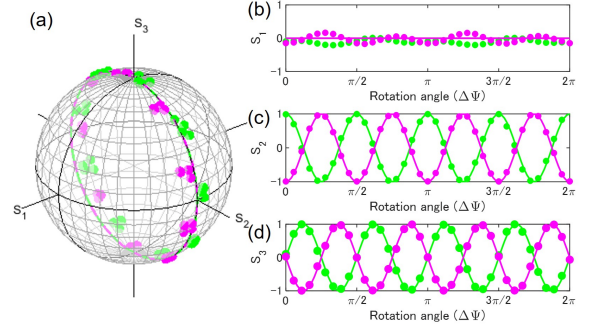 (a)
S3
S1
S2
(b)
1
0
-1
S1
0
π/2
π
3π/2
2π
Rotation angle (ΔΨ)
(c)
1
0
-1
S2
0
π/2
π
3π/2
2π
Rotation angle (ΔΨ)
(d)
1
0
-1
S3
0
π/2
π
3π/2
2π
Rotation angle (ΔΨ)